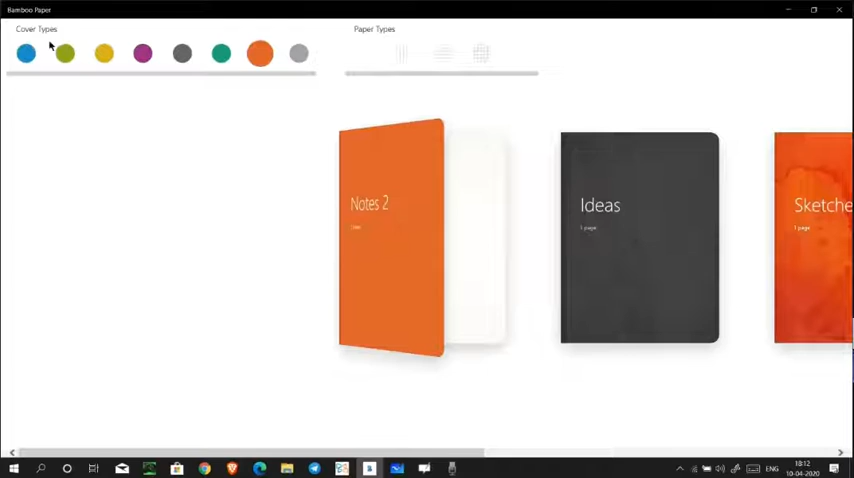 Bamboo Paper
Cover Types
Paper Types
Notes 2
Ideas
1 page
Sketche
1 page
ENG
18:12
10-04-2020